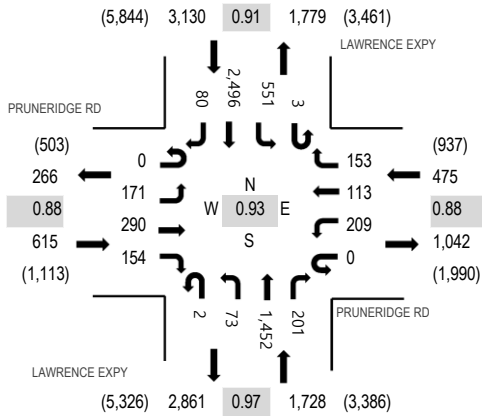 (5,844) 3,130 0.91 1,779 (3,461)
LAWRENCE EXPY
80 2,496 551 3
PRUNERIDGE RD
(503) (937)
0 153
266 475
171 113
N
0.88 W 0.93 E 0.88
290 209
S
615 1,042
154 0
(1,113) (1,990)
2 73 1,452 201
PRUNERIDGE RD
LAWRENCE EXPY
(5,326) 2,861 0.97 1,728 (3,386)